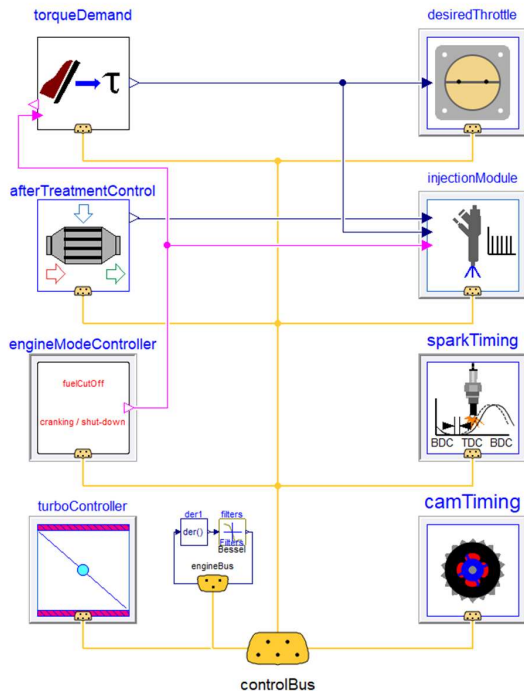 torqueDemand
desiredThrottle
τ
afterTreatmentControl
injectionModule
engineModeController
sparkTiming
fuelCutOff
cranking / shut-down
BDC TDC BDC
turboController
der1
filters
camTiming
der()
Filters
Bessel
engineBus
controlBus